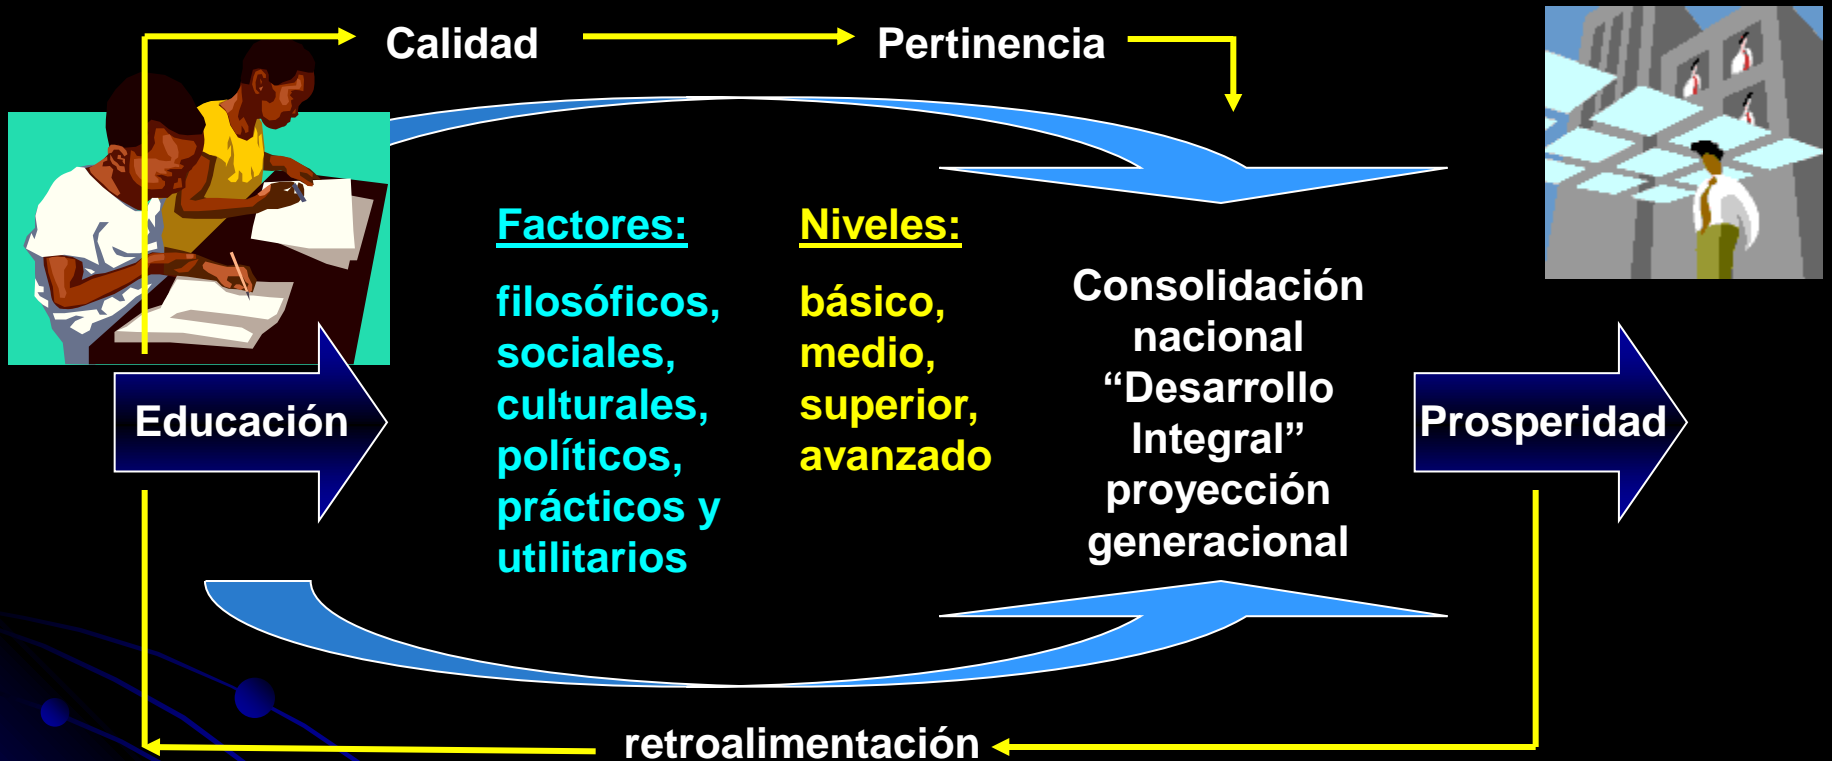 Calidad
Pertinencia
Factores:
filosóficos,
sociales,
culturales,
políticos,
prácticos y
utilitarios
Niveles:
básico,
medio,
superior,
avanzado
Consolidación
nacional
“Desarrollo
Integral”
proyección
generacional
Educación
Prosperidad
retroalimentación